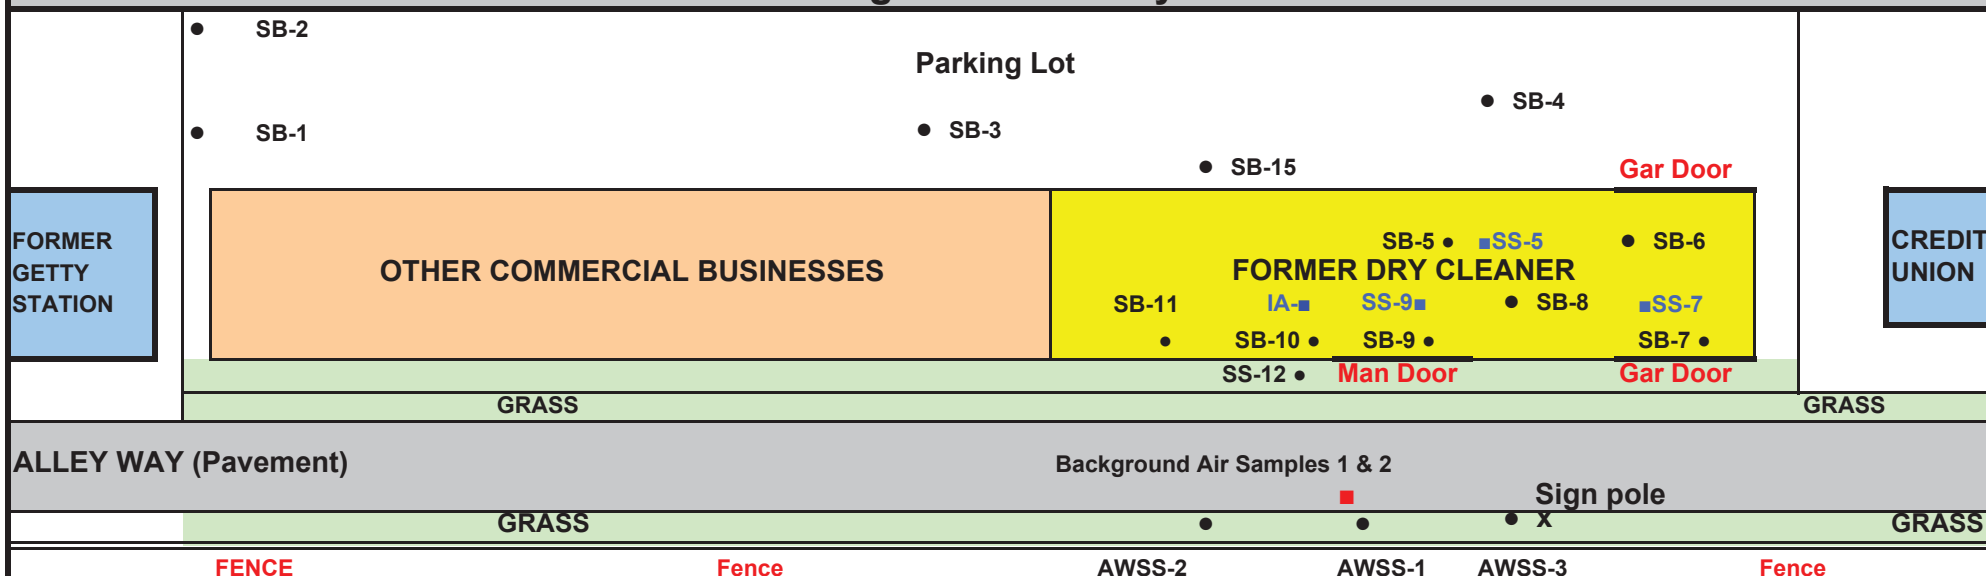 SB-2
Parking Lot
SB-4
SB-1
SB-3
SB-15
Gar Door
FORMER
GETTY
STATION
OTHER COMMERCIAL BUSINESSES
SB-5
SS-5
SB-6
FORMER DRY CLEANER
CREDIT
UNION
SB-11
IA-
SS-9
SB-8
SS-7
SB-10
SB-9
SB-7
SS-12
Man Door
Gar Door
GRASS
GRASS
ALLEY WAY (Pavement)
Background Air Samples 1 & 2
Sign pole
GRASS
x
GRASS
FENCE
Fence
AWSS-2
AWSS-1
AWSS-3
Fence